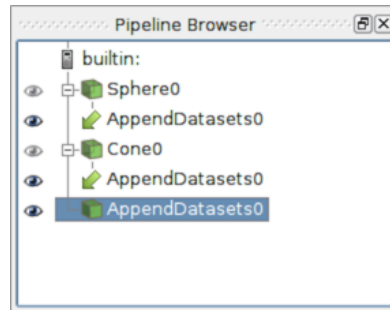 Pipeline Browser
builtin:
Sphere0
AppendDatasets0
Cone0
AppendDatasets0
AppendDatasets0